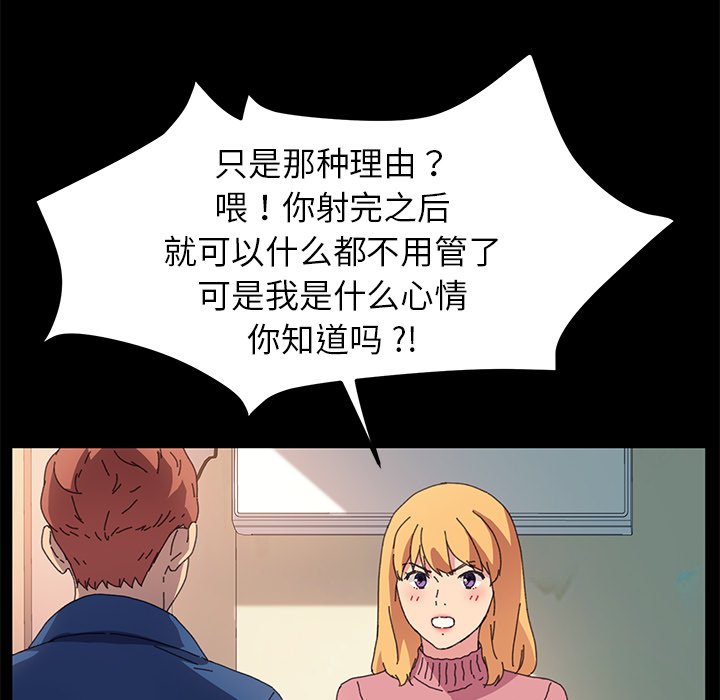 只是那种理由？
喂！你射完之后
就可以什么都不用管了
可是我是什么心情
你知道吗?!